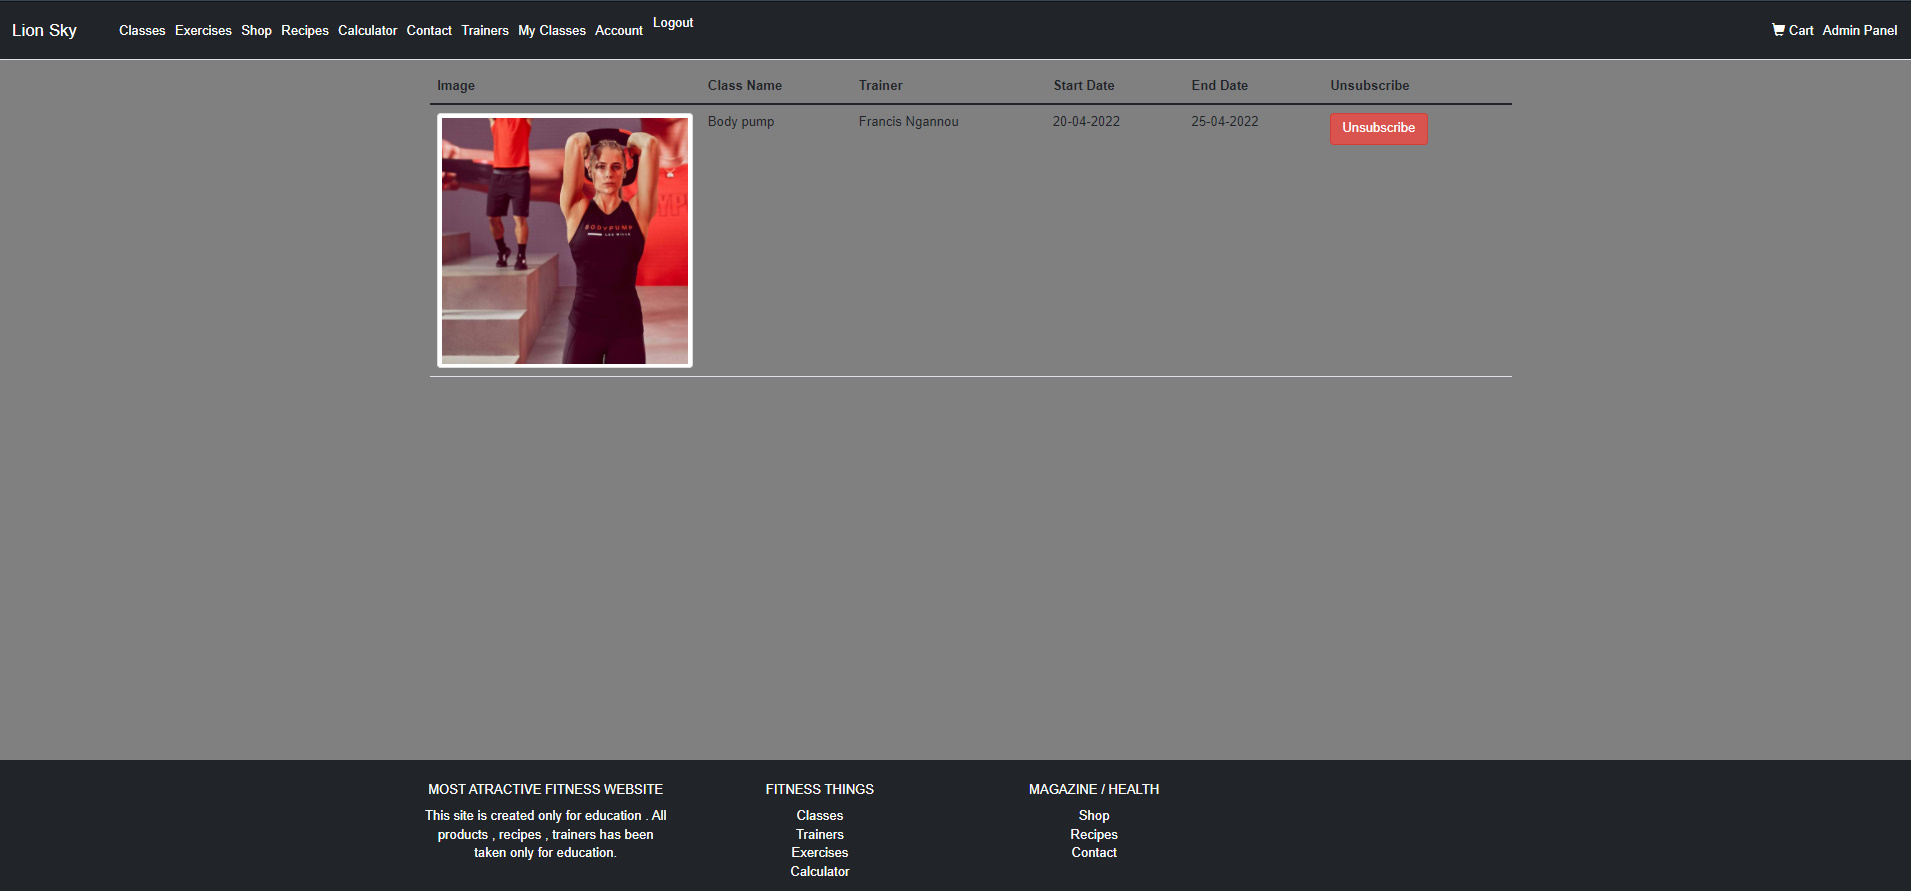 Lion Sky
Classes Exercises Shop Recipes Calculator Contact Trainers My Classes Account Logout
Cart Admin Panel
Image Class Name Trainer Start Date End Date Unsubscribe
Body pump Francis Ngannou 20-04-2022 25-04-2022 Unsubscribe
BODYPUMP
LES MILLS
MOST ATRACTIVE FITNESS WEBSITE
This site is created only for education . All
products , recipes , trainers has been
taken only for education.
FITNESS THINGS
Classes
Trainers
Exercises
Calculator
MAGAZINE / HEALTH
Shop
Recipes
Contact